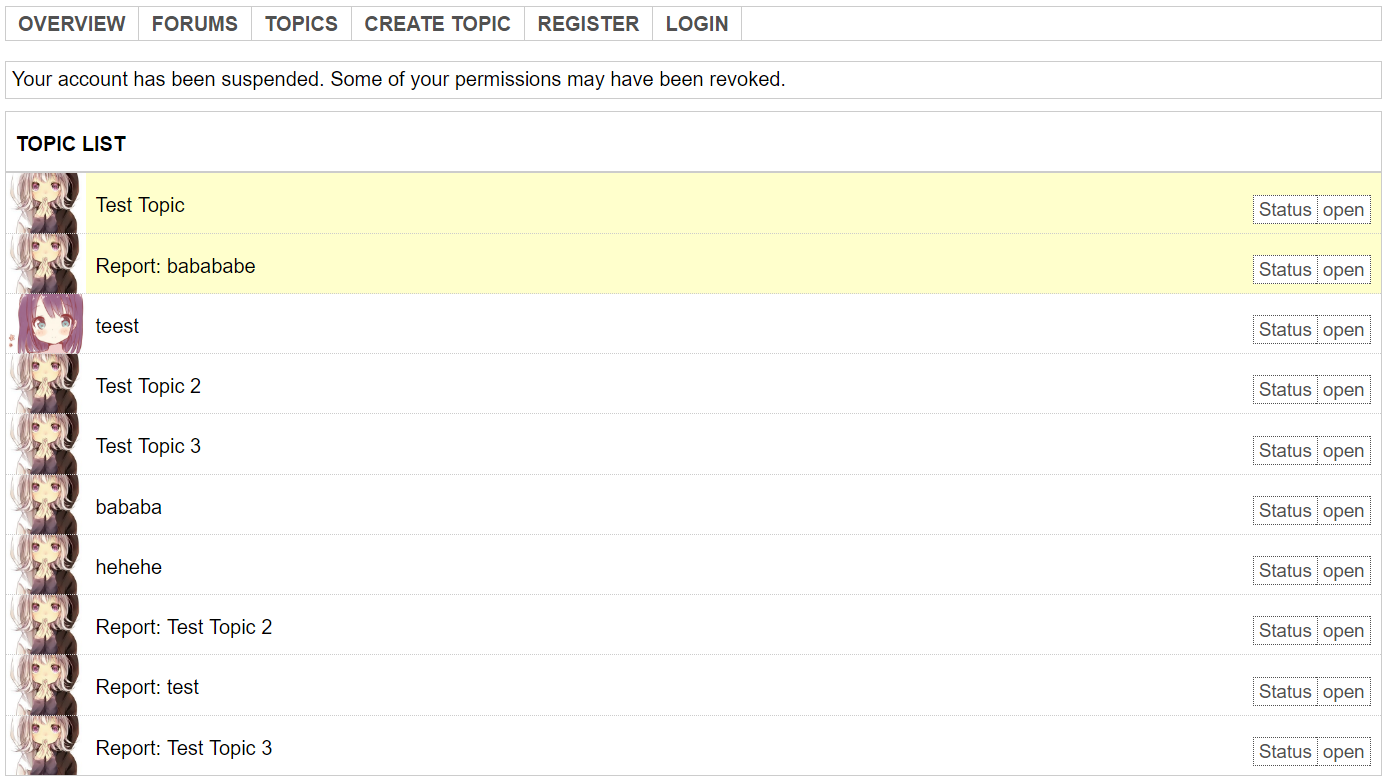 OVERVIEW FORUMS TOPICS CREATE TOPIC REGISTER LOGIN
Your account has been suspended. Some of your permissions may have been revoked.
TOPIC LIST
Test Topic Status open
Report: babababe Status open
teest Status open
Test Topic 2 Status open
Test Topic 3 Status open
bababa Status open
hehehe Status open
Report: Test Topic 2 Status open
Report: test Status open
Report: Test Topic 3 Status open